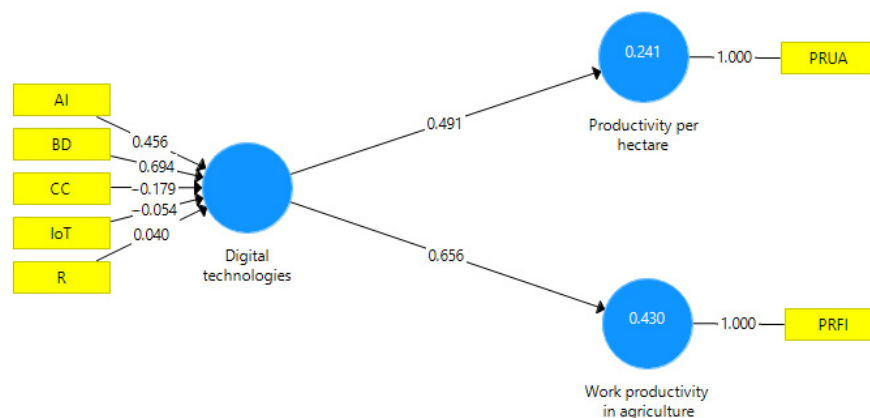 AI
BD
CC
IoT
R
0.456
0.694
−0.179
−0.054
0.040
Digital
technologies
0.491
0.656
0.241
Productivity per
hectare
1.000
PRUA
0.430
Work productivity
in agriculture
1.000
PRFI